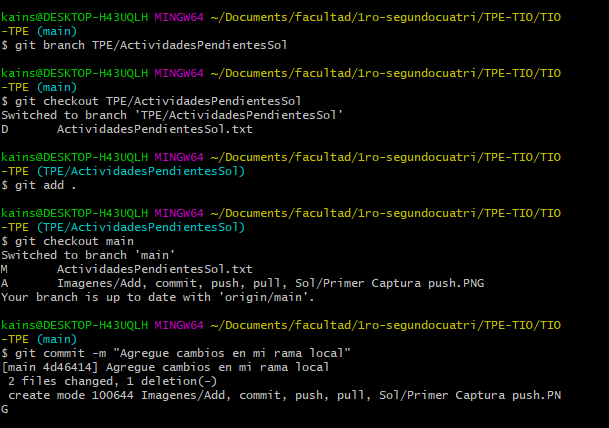 kains@DESKTOP-H43UQLH MINGW64 ~/Documents/facultad/1ro-segundocuatri/TPE-TIO/TIO
-TPE (main)
$ git branch TPE/ActividadesPendientesSol
kains@DESKTOP-H43UQLH MINGW64 ~/Documents/facultad/1ro-segundocuatri/TPE-TIO/TIO
-TPE (main)
$ git checkout TPE/ActividadesPendientesSol
Switched to branch 'TPE/ActividadesPendientesSol'
D       ActividadesPendientesSol.txt
kains@DESKTOP-H43UQLH MINGW64 ~/Documents/facultad/1ro-segundocuatri/TPE-TIO/TIO
-TPE (TPE/ActividadesPendientesSol)
$ git add .
kains@DESKTOP-H43UQLH MINGW64 ~/Documents/facultad/1ro-segundocuatri/TPE-TIO/TIO
-TPE (TPE/ActividadesPendientesSol)
$ git checkout main
Switched to branch 'main'
M       ActividadesPendientesSol.txt
A       Imagenes/Add, commit, push, pull, Sol/Primer Captura push.PNG
Your branch is up to date with 'origin/main'.
kains@DESKTOP-H43UQLH MINGW64 ~/Documents/facultad/1ro-segundocuatri/TPE-TIO/TIO
-TPE (main)
$ git commit -m "Agregue cambios en mi rama local"
[main 4d46414] Agregue cambios en mi rama local
 2 files changed, 1 deletion(-)
 create mode 100644 Imagenes/Add, commit, push, pull, Sol/Primer Captura push.PN
G